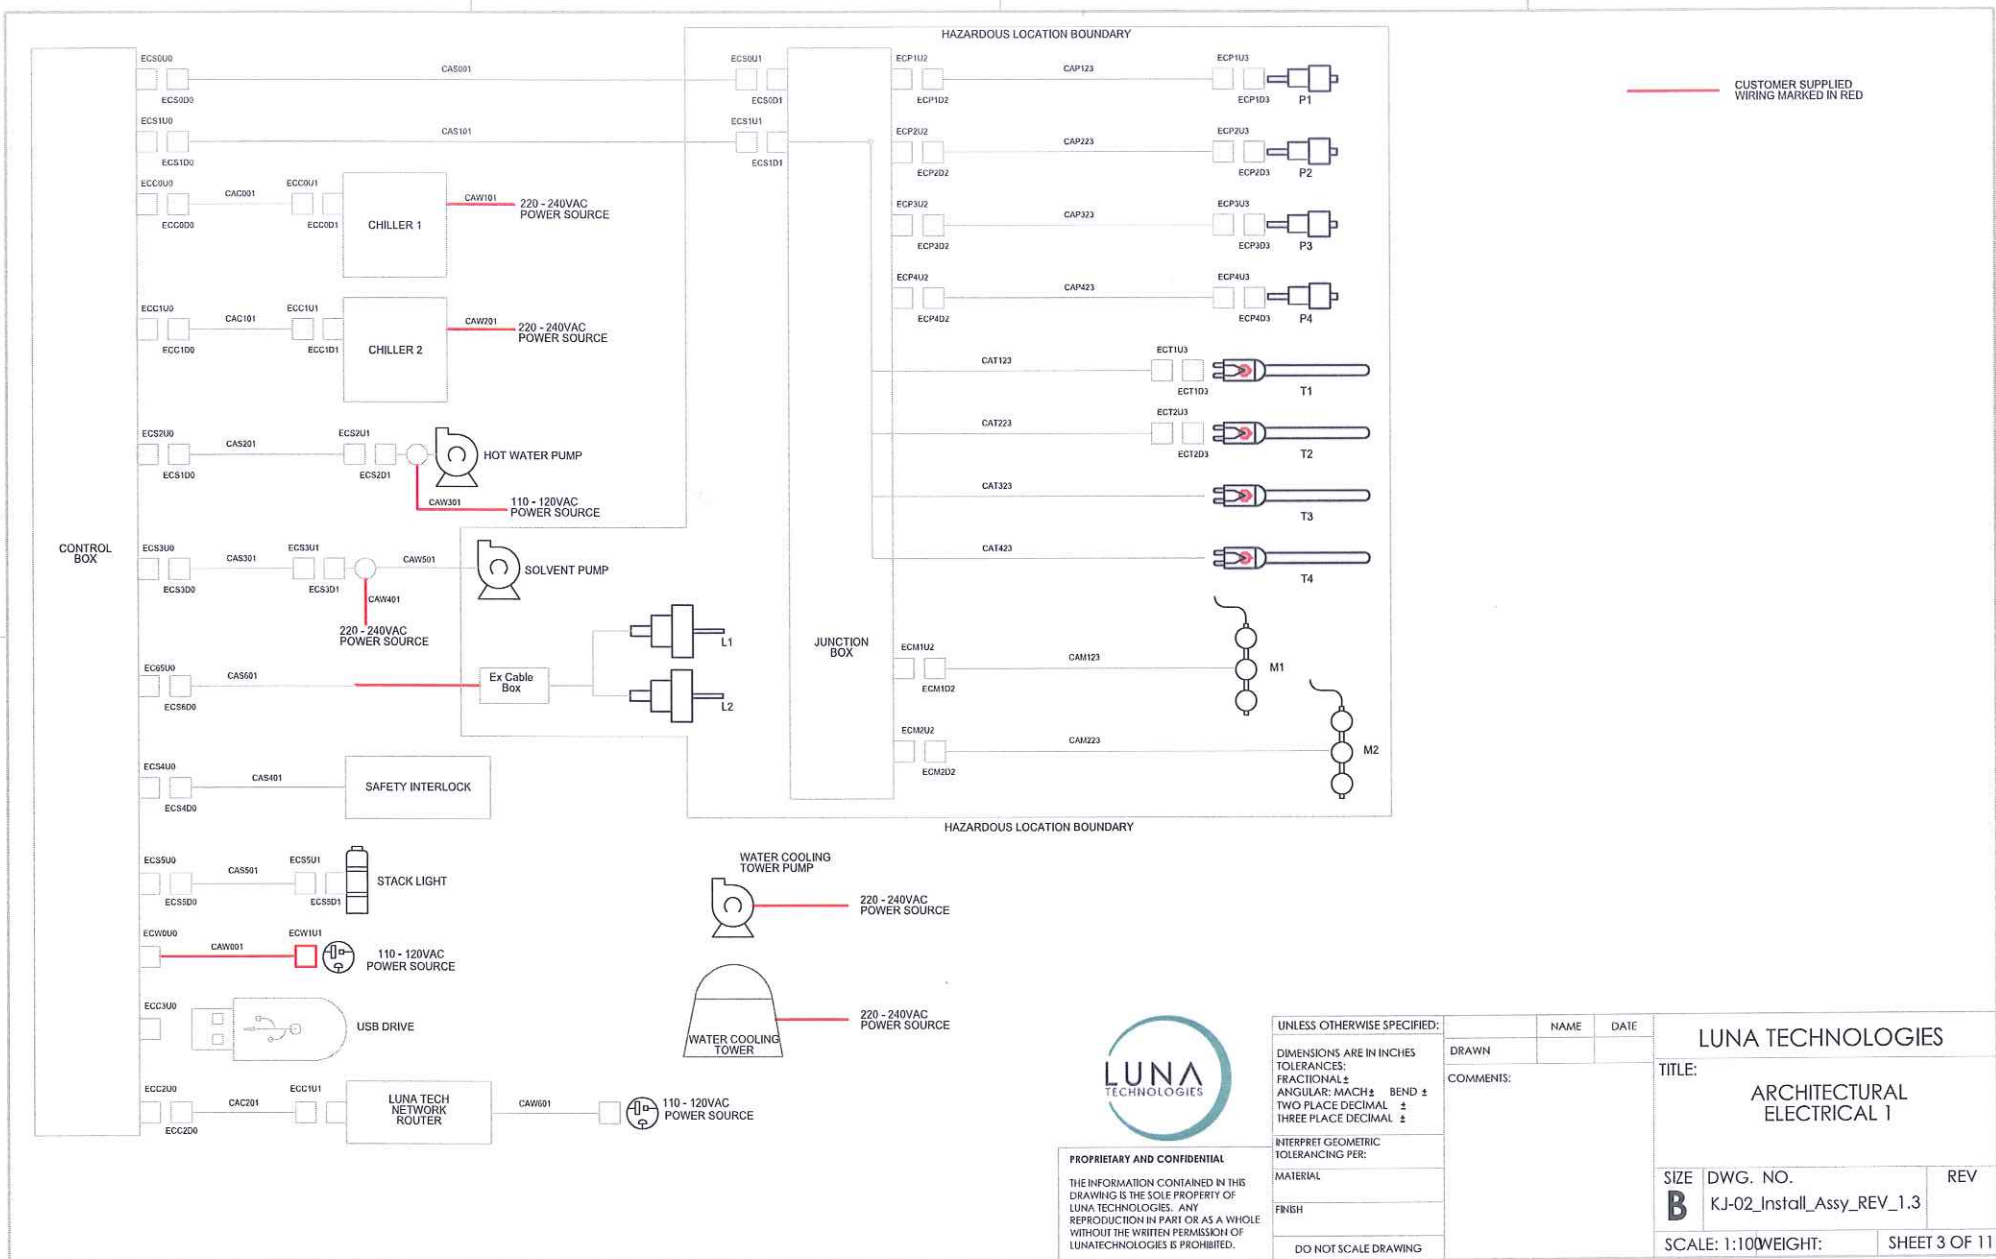 HAZARDOUS LOCATION BOUNDARY
CUSTOMER SUPPLIED
WIRING MARKED IN RED
CONTROL
BOX
ECS0U0
ECS0D0
CAS001
ECS0U1
ECS0D1
ECS1U0
ECS1D0
CAS101
ECS1U1
ECS1D1
ECC0U0
ECC0D0
CAC001
ECC0U1
ECC0D1
CHILLER 1
CAW101
220 - 240VAC
POWER SOURCE
ECC1U0
ECC1D0
CAC101
ECC1U1
ECC1D1
CHILLER 2
CAW201
220 - 240VAC
POWER SOURCE
ECS2U0
ECS1D0
CAS201
ECS2U1
ECS2D1
HOT WATER PUMP
CAW301
110 - 120VAC
POWER SOURCE
ECS3U0
ECS3D0
CAS301
ECS3U1
ECS3D1
CAW501
CAW401
220 - 240VAC
POWER SOURCE
SOLVENT PUMP
EC6SU0
ECS6D0
CAS601
Ex Cable
Box
L1
L2
ECS4U0
ECS4D0
CAS401
SAFETY INTERLOCK
ECS5U0
ECS5D0
CAS501
ECS5U1
ECS5D1
STACK LIGHT
ECW0U0
CAW001
ECW1U1
110 - 120VAC
POWER SOURCE
ECC3U0
USB DRIVE
ECC2U0
ECC2D0
CAC201
ECC1U1
LUNA TECH
NETWORK
ROUTER
CAW601
110 - 120VAC
POWER SOURCE
JUNCTION
BOX
ECP1U2
ECP1D2
CAP123
ECP1U3
ECP1D3
P1
ECP2U2
ECP2D2
CAP223
ECP2U3
ECP2D3
P2
ECP3U2
ECP3D2
CAP323
ECP3U3
ECP3D3
P3
ECP4U2
ECP4D2
CAP423
ECP4U3
ECP4D3
P4
CAT123
ECT1U3
ECT1D3
T1
CAT223
ECT2U3
ECT2D3
T2
CAT323
T3
CAT423
T4
ECM1U2
ECM1D2
CAM123
M1
ECM2U2
ECM2D2
CAM223
M2
HAZARDOUS LOCATION BOUNDARY
WATER COOLING
TOWER PUMP
220 - 240VAC
POWER SOURCE
WATER COOLING
TOWER
220 - 240VAC
POWER SOURCE
LUNA
TECHNOLOGIES
PROPRIETARY AND CONFIDENTIAL
THE INFORMATION CONTAINED IN THIS
DRAWING IS THE SOLE PROPERTY OF
LUNA TECHNOLOGIES. ANY
REPRODUCTION IN PART OR AS A WHOLE
WITHOUT THE WRITTEN PERMISSION OF
LUNATECHNOLOGIES IS PROHIBITED.
UNLESS OTHERWISE SPECIFIED:
DIMENSIONS ARE IN INCHES
TOLERANCES:
FRACTIONAL±
ANGULAR: MACH± BEND ±
TWO PLACE DECIMAL ±
THREE PLACE DECIMAL ±
INTERPRET GEOMETRIC
TOLERANCING PER:
MATERIAL
FINISH
DO NOT SCALE DRAWING
NAME DATE
DRAWN
COMMENTS:
LUNA TECHNOLOGIES
TITLE:
ARCHITECTURAL
ELECTRICAL 1
SIZE DWG. NO. REV
B KJ-02_Install_Assy_REV_1.3
SCALE: 1:100 WEIGHT: SHEET 3 OF 11